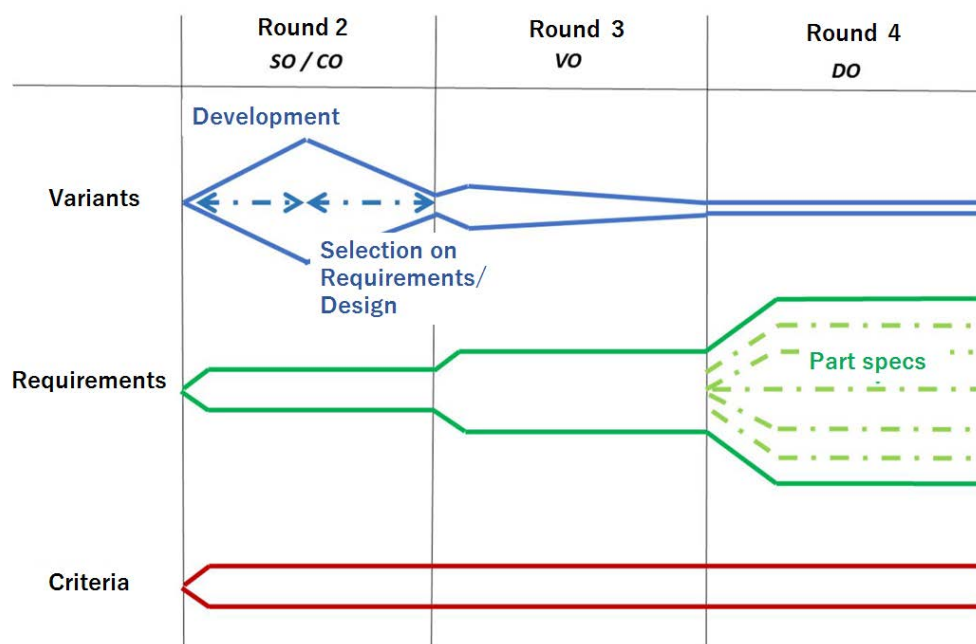 Round 2
SO / CO
Round 3
VO
Round 4
DO
Development
Variants
Selection on
Requirements/
Design
Requirements
Part specs
Criteria